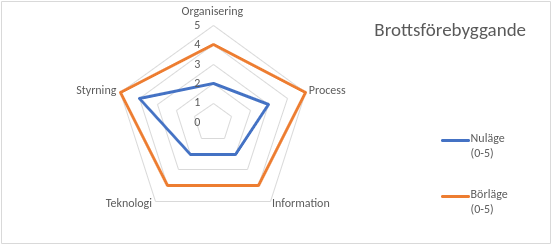 Brottsförebyggande
Organisering
5
4
3
2
1
0
Process
Information
Teknologi
Styrning
Nuläge
(0-5)
Börläge
(0-5)